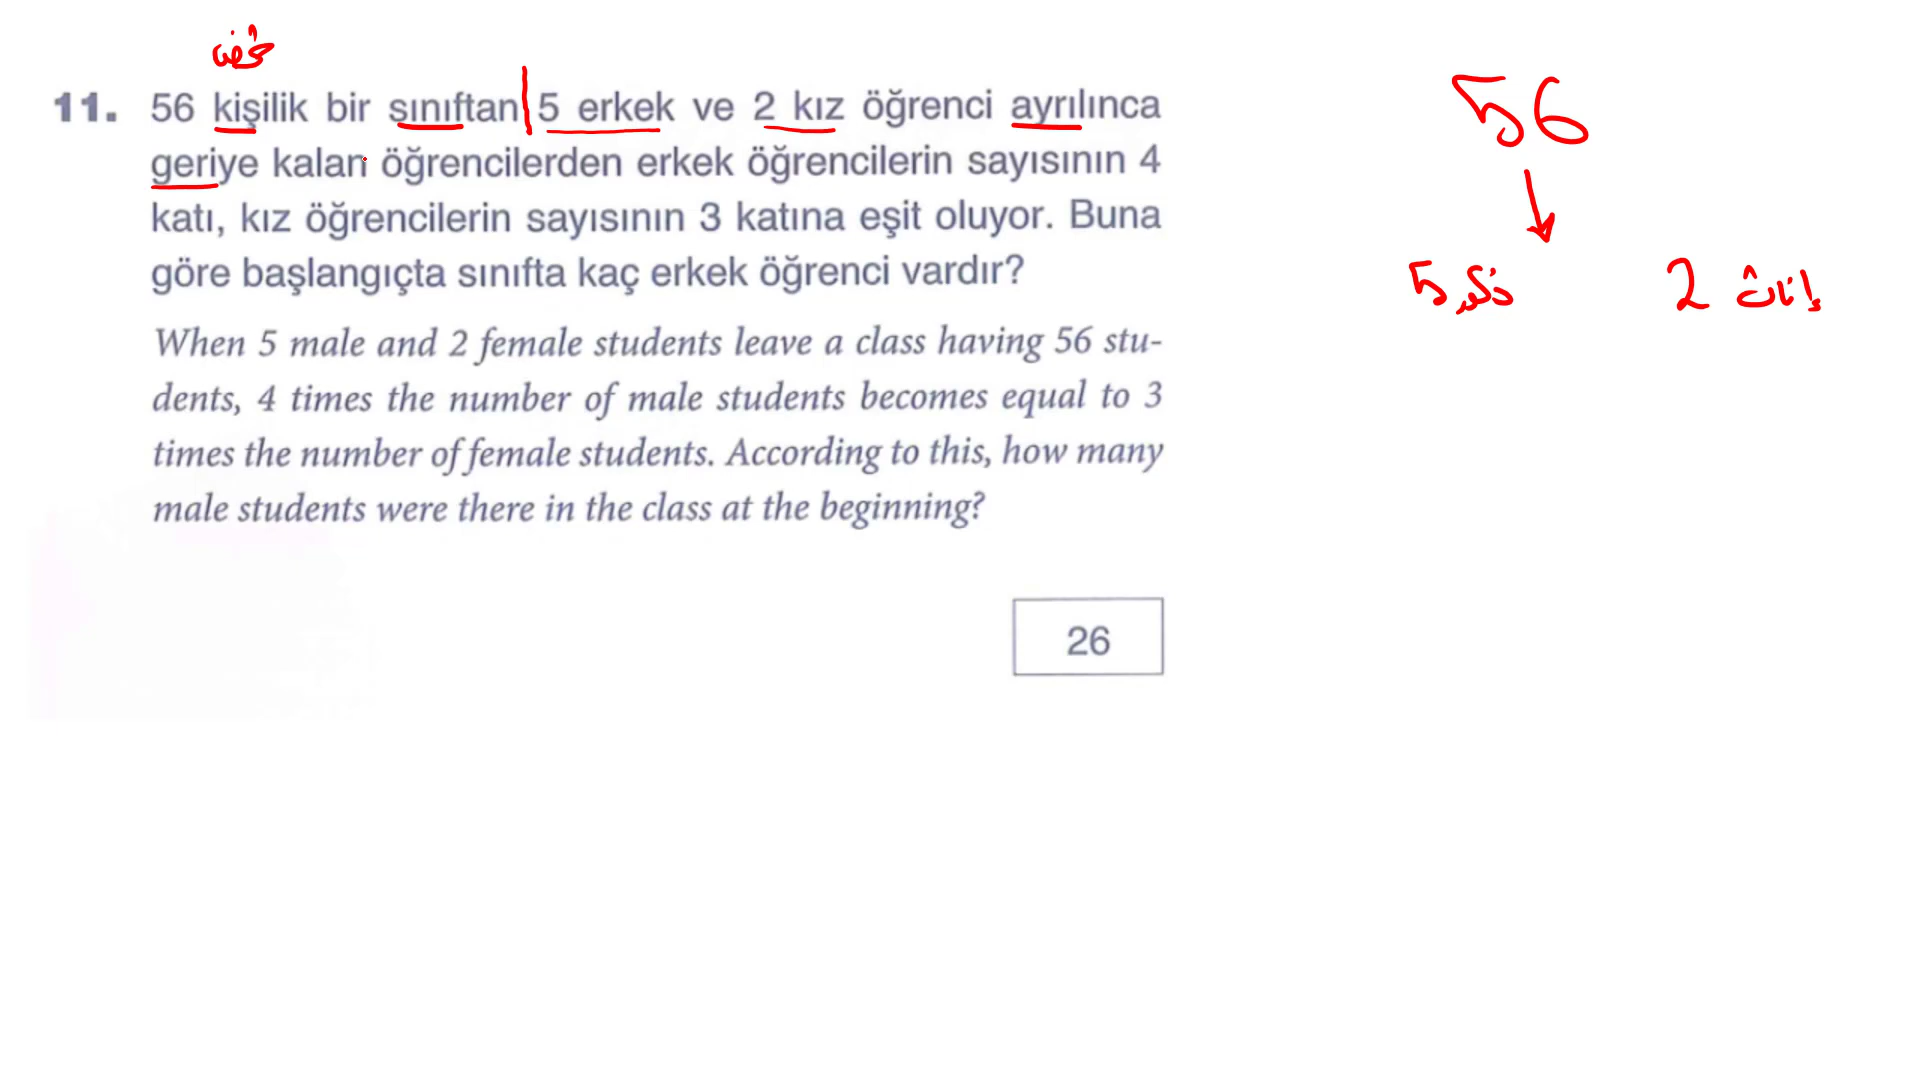 شخص
11. 56 kişilik bir sınıftan 5 erkek ve 2 kız öğrenci ayrılınca
geriye kalan öğrencilerden erkek öğrencilerin sayısının 4
katı, kız öğrencilerin sayısının 3 katına eşit oluyor. Buna
göre başlangıçta sınıfta kaç erkek öğrenci vardır?
When 5 male and 2 female students leave a class having 56 stu-
dents, 4 times the number of male students becomes equal to 3
times the number of female students. According to this, how many
male students were there in the class at the beginning?
26
56
5 ذكور 2 إناث